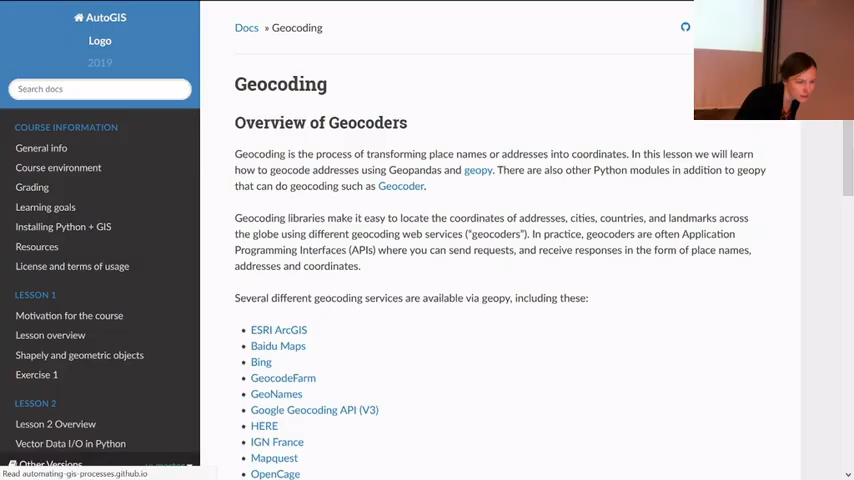 AutoGIS
Logo
2019
Search docs
COURSE INFORMATION
General info
Course environment
Grading
Learning goals
Installing Python + GIS
Resources
License and terms of usage
LESSON 1
Motivation for the course
Lesson overview
Shapely and geometric objects
Exercise 1
LESSON 2
Lesson 2 Overview
Vector Data I/O in Python
Other Versions
Read automating-gis-processes.github.io
Docs » Geocoding
Geocoding
Overview of Geocoders
Geocoding is the process of transforming place names or addresses into coordinates. In this lesson we will learn
how to geocode addresses using Geopandas and geopy. There are also other Python modules in addition to geopy
that can do geocoding such as Geocoder.
Geocoding libraries make it easy to locate the coordinates of addresses, cities, countries, and landmarks across
the globe using different geocoding web services (“geocoders”). In practice, geocoders are often Application
Programming Interfaces (APIs) where you can send requests, and receive responses in the form of place names,
addresses and coordinates.
Several different geocoding services are available via geopy, including these:
• ESRI ArcGIS
• Baidu Maps
• Bing
• GeocodeFarm
• GeoNames
• Google Geocoding API (V3)
• HERE
• IGN France
• Mapquest
• OpenCage